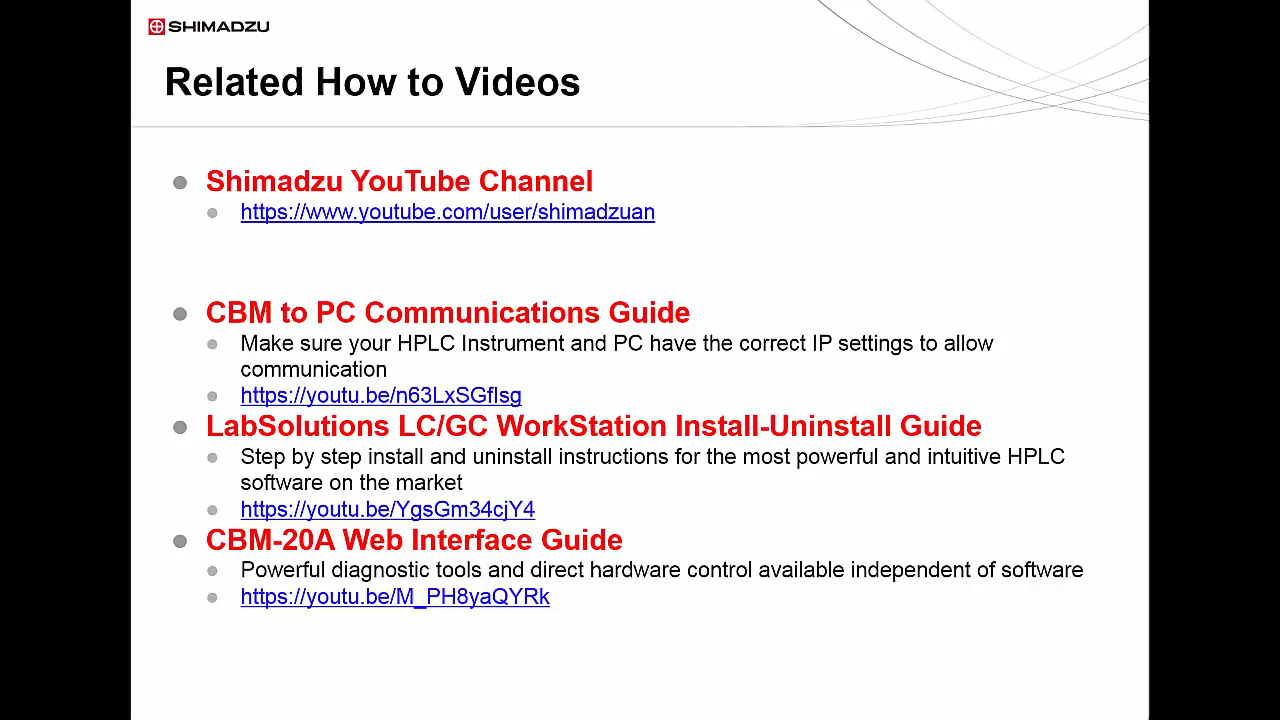 SHIMADZU
Related How to Videos
Shimadzu YouTube Channel
https://www.youtube.com/user/shimadzuan
CBM to PC Communications Guide
Make sure your HPLC Instrument and PC have the correct IP settings to allow
communication
https://youtu.be/n63LxSGfIsg
LabSolutions LC/GC WorkStation Install-Uninstall Guide
Step by step install and uninstall instructions for the most powerful and intuitive HPLC
software on the market
https://youtu.be/YgsGm34cjY4
CBM-20A Web Interface Guide
Powerful diagnostic tools and direct hardware control available independent of software
https://youtu.be/M_PH8yaQYRk